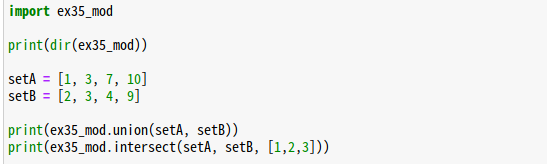 import ex35_mod
print(dir(ex35_mod))
setA = [1, 3, 7, 10]
setB = [2, 3, 4, 9]
print(ex35_mod.union(setA, setB))
print(ex35_mod.intersect(setA, setB, [1,2,3]))